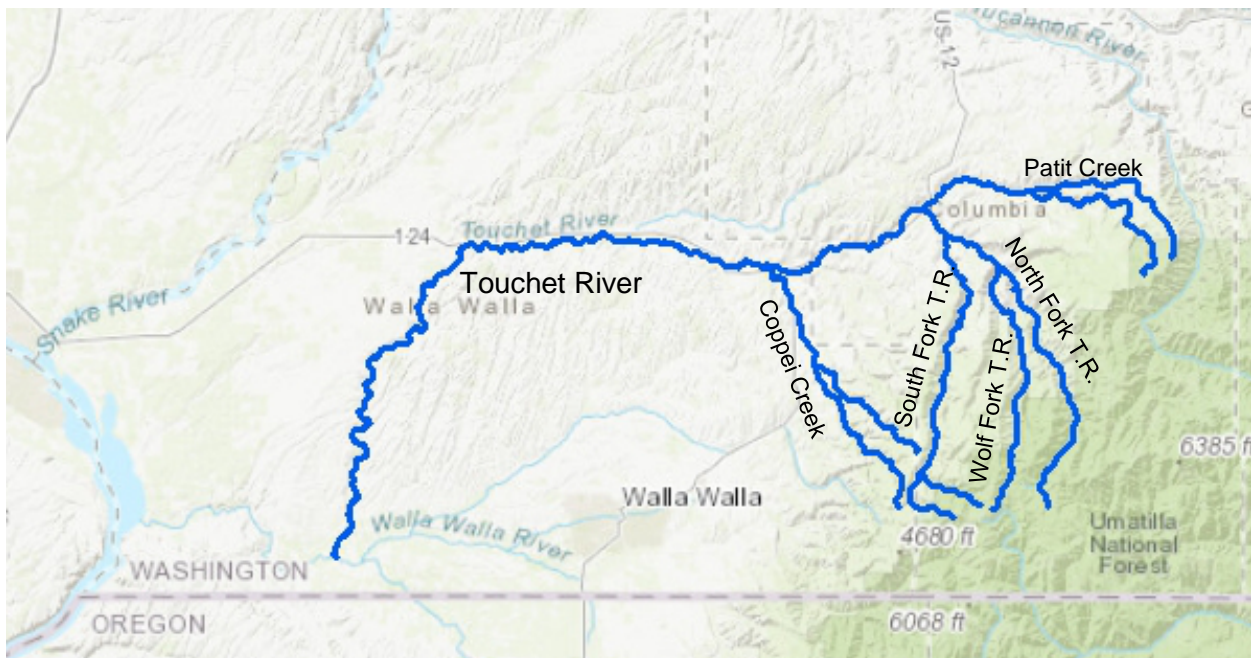 Tucannon River
US-12
Patit Creek
Columbia
Touchet River
124
Touchet River
Walla Walla
North Fork T.R.
South Fork T.R.
Wolf Fork T.R.
Coppei Creek
Snake River
6385 ft
Walla Walla
Walla Walla River
4680 ft
Umatilla
National
Forest
WASHINGTON
OREGON
6068 ft